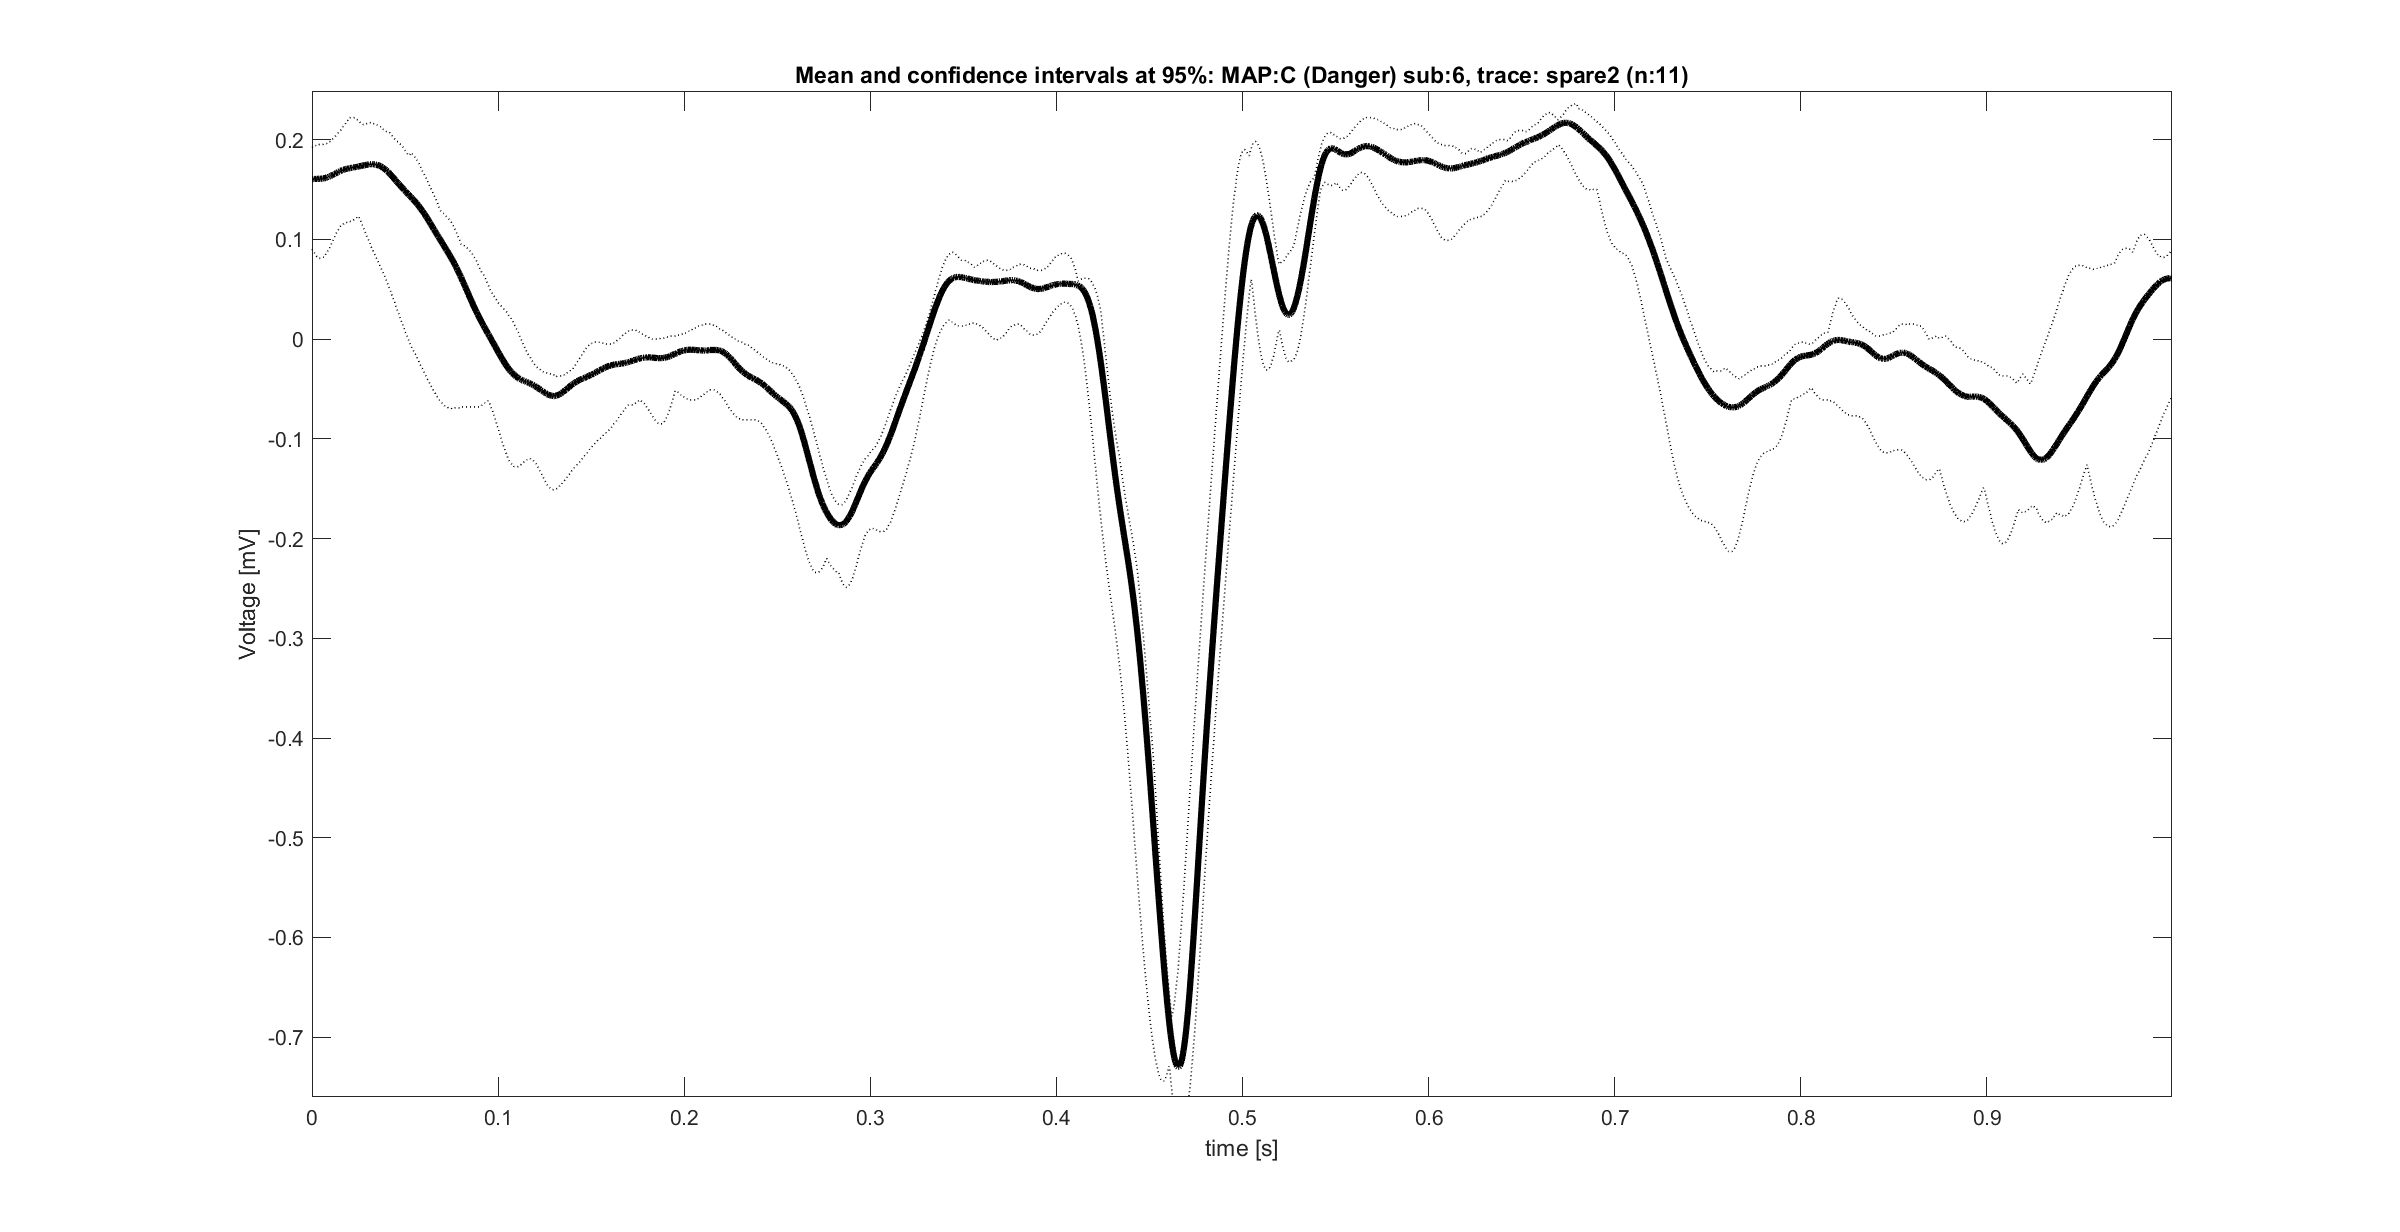 Mean and confidence intervals at 95%: MAP:C (Danger) sub:6, trace: spare2 (n:11)
0.2
0.1
0
-0.1
-0.2
-0.3
-0.4
-0.5
-0.6
-0.7
Voltage [mV]
0 0.1 0.2 0.3 0.4 0.5 0.6 0.7 0.8 0.9
time [s]